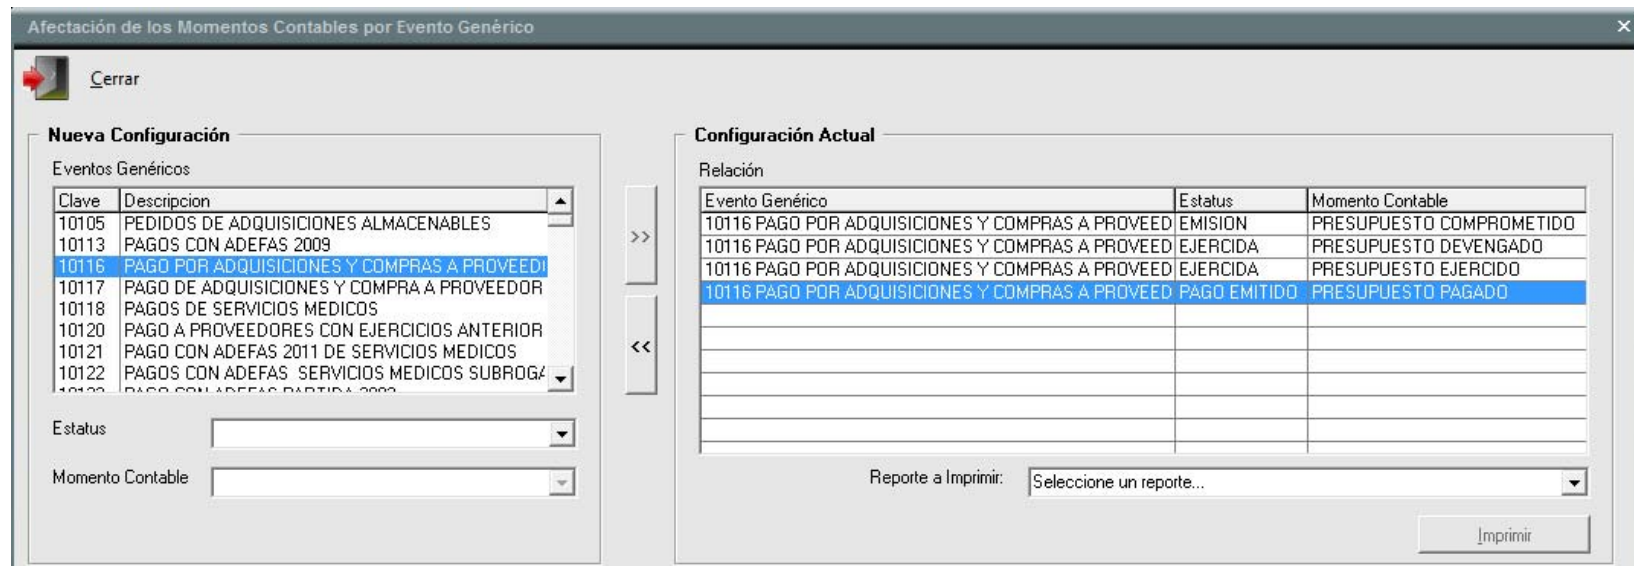 Afectación de los Momentos Contables por Evento Genérico
Cerrar
Nueva Configuración
Eventos Genéricos
Clave Descripcion
10105 PEDIDOS DE ADQUISICIONES ALMACENABLES
10113 PAGOS CON ADEFAS 2009
10116 PAGO POR ADQUISICIONES Y COMPRAS A PROVEED
10117 PAGO DE ADQUISICIONES Y COMPRA A PROVEEDOR
10118 PAGOS DE SERVICIOS MEDICOS
10120 PAGO A PROVEEDORES CON EJERCICIOS ANTERIOR
10121 PAGO CON ADEFAS 2011 DE SERVICIOS MEDICOS
10122 PAGOS CON ADEFAS SERVICIOS MEDICOS SUBROGA
Estatus
Momento Contable
>>
<<
Configuración Actual
Relación
Evento Genérico Estatus Momento Contable
10116 PAGO POR ADQUISICIONES Y COMPRAS A PROVEED EMISION PRESUPUESTO COMPROMETIDO
10116 PAGO POR ADQUISICIONES Y COMPRAS A PROVEED EJERCIDA PRESUPUESTO DEVENGADO
10116 PAGO POR ADQUISICIONES Y COMPRAS A PROVEED EJERCIDA PRESUPUESTO EJERCIDO
10116 PAGO POR ADQUISICIONES Y COMPRAS A PROVEED PAGO EMITIDO PRESUPUESTO PAGADO
Reporte a Imprimir: Seleccione un reporte...
Imprimir